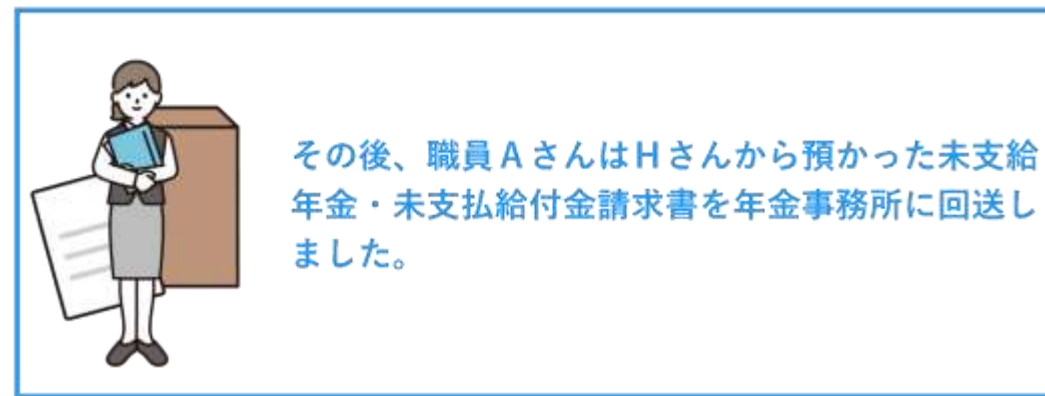 その後、職員AさんはHさんから預かった未支給
年金・未支払給付金請求書を年金事務所に回送し
ました。